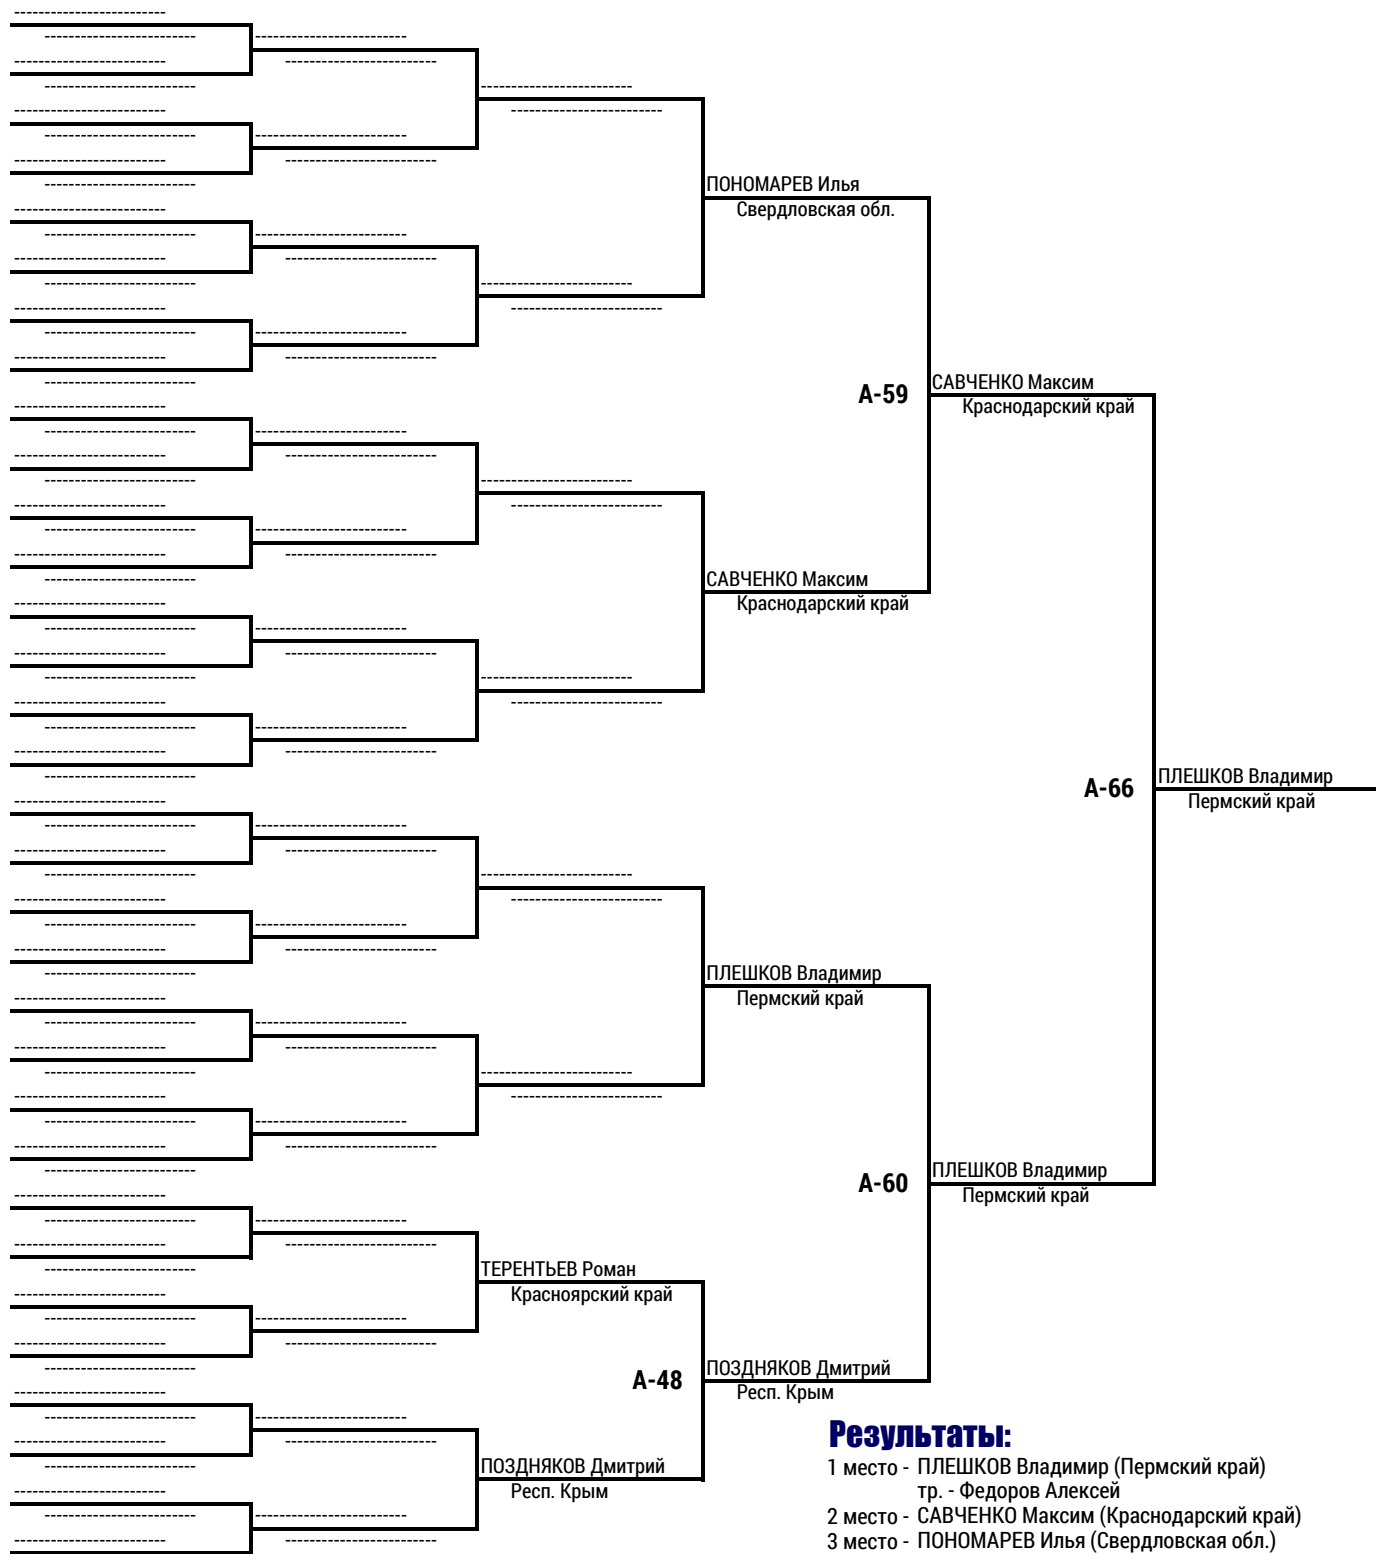 ПОНОМАРЕВ Илья
Свердловская обл.
А-59
САВЧЕНКО Максим
Краснодарский край
САВЧЕНКО Максим
Краснодарский край
А-66
ПЛЕШКОВ Владимир
Пермский край
ПЛЕШКОВ Владимир
Пермский край
А-60
ПЛЕШКОВ Владимир
Пермский край
ТЕРЕНТЬЕВ Роман
Красноярский край
А-48
ПОЗДНЯКОВ Дмитрий
Респ. Крым
ПОЗДНЯКОВ Дмитрий
Респ. Крым
Результаты:
1 место - ПЛЕШКОВ Владимир (Пермский край)
тр. - Федоров Алексей
2 место - САВЧЕНКО Максим (Краснодарский край)
3 место - ПОНОМАРЕВ Илья (Свердловская обл.)